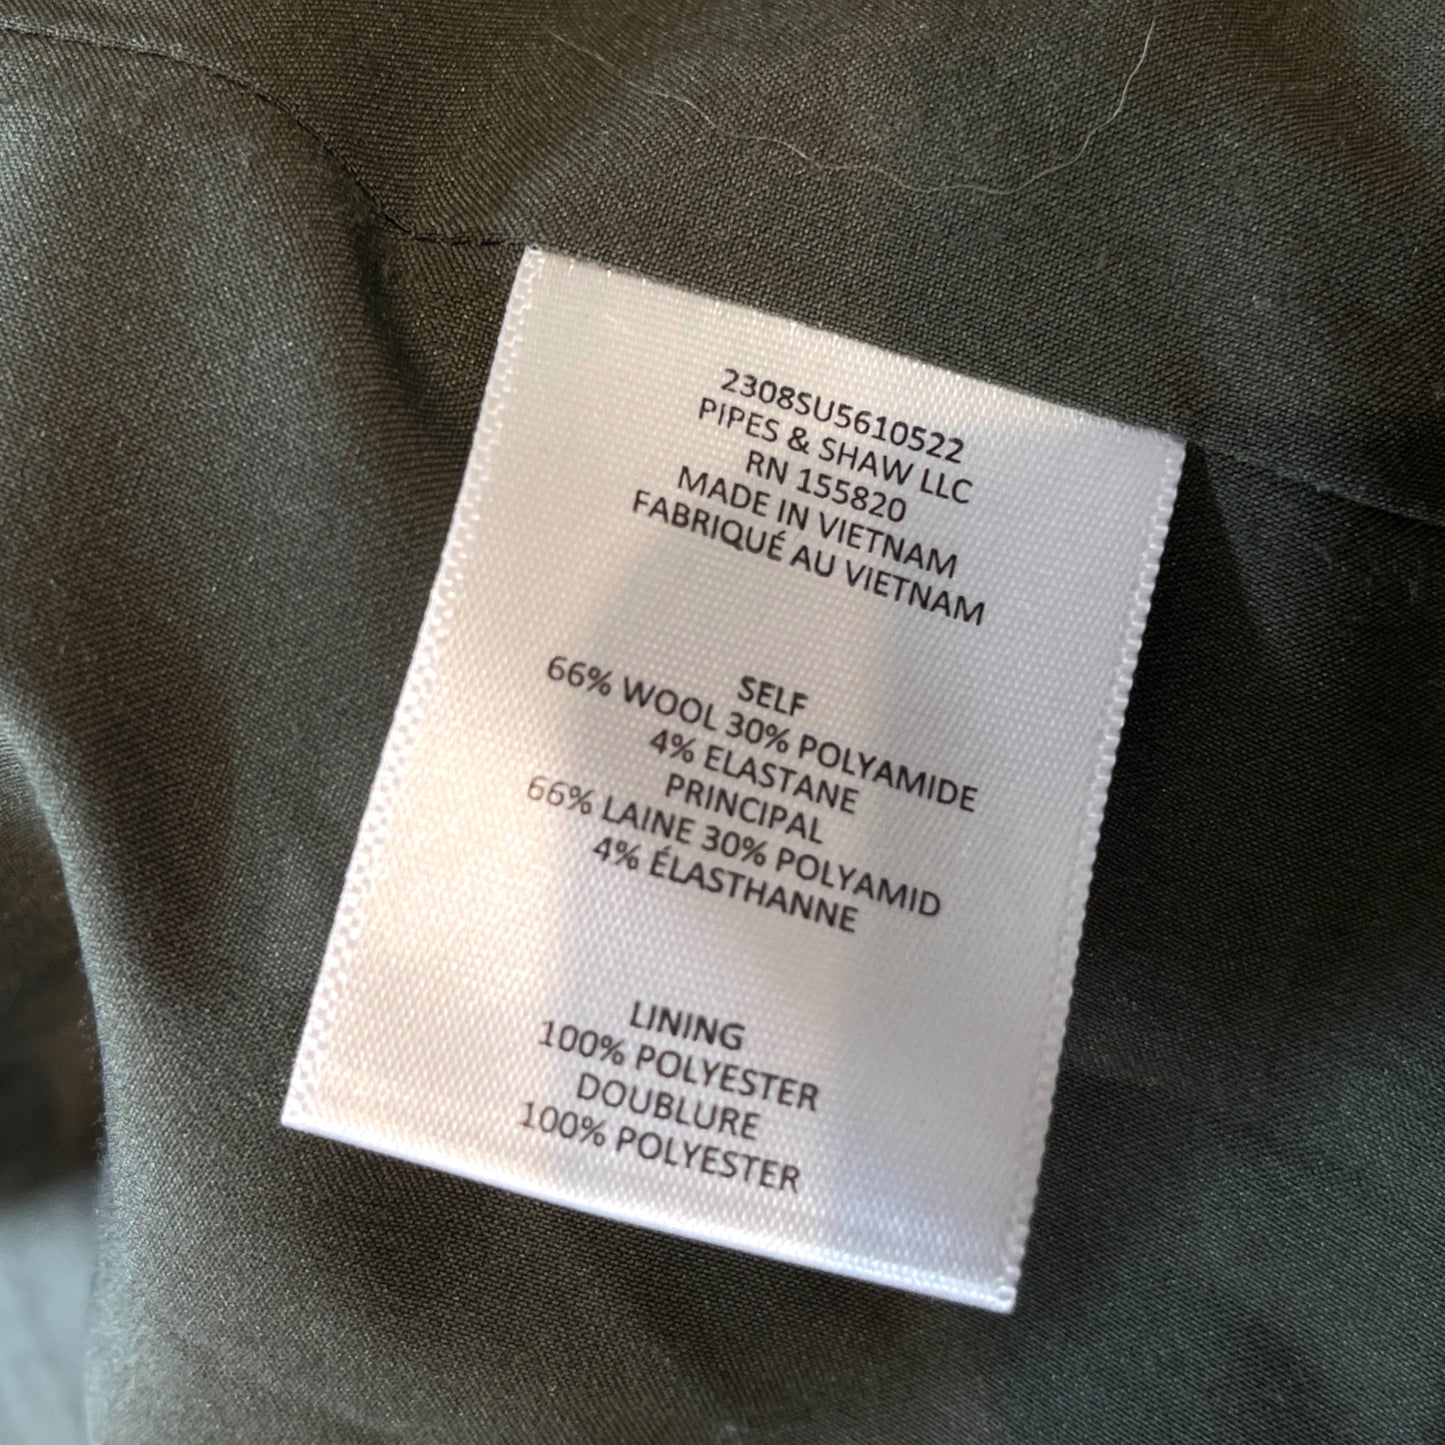 2308SU5610522
PIPES & SHAW LLC
RN 155820
MADE IN VIETNAM
FABRIQUÉ AU VIETNAM
SELF
66% WOOL 30% POLYAMIDE
4% ELASTANE
PRINCIPAL
66% LAINE 30% POLYAMID
4% ÉLASTHANNE
LINING
100% POLYESTER
DOUBLURE
100% POLYESTER